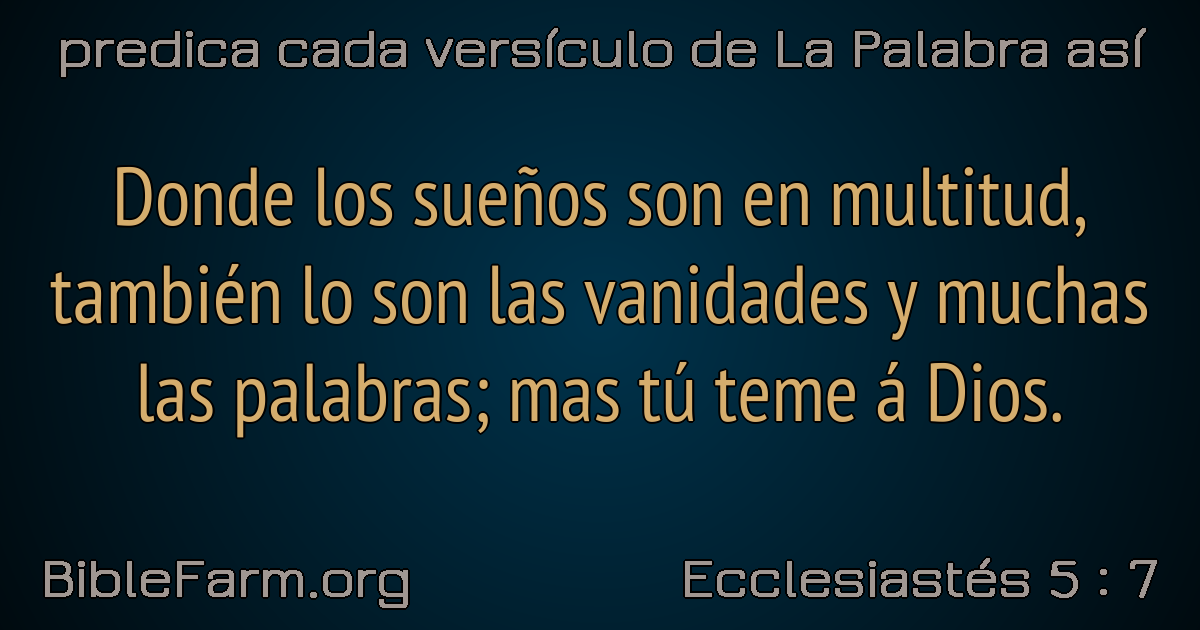 predica cada versículo de La Palabra así
Donde los sueños son en multitud,
también lo son las vanidades y muchas
las palabras; mas tú teme á Dios.
BibleFarm.org
Ecclesiastés 5 : 7